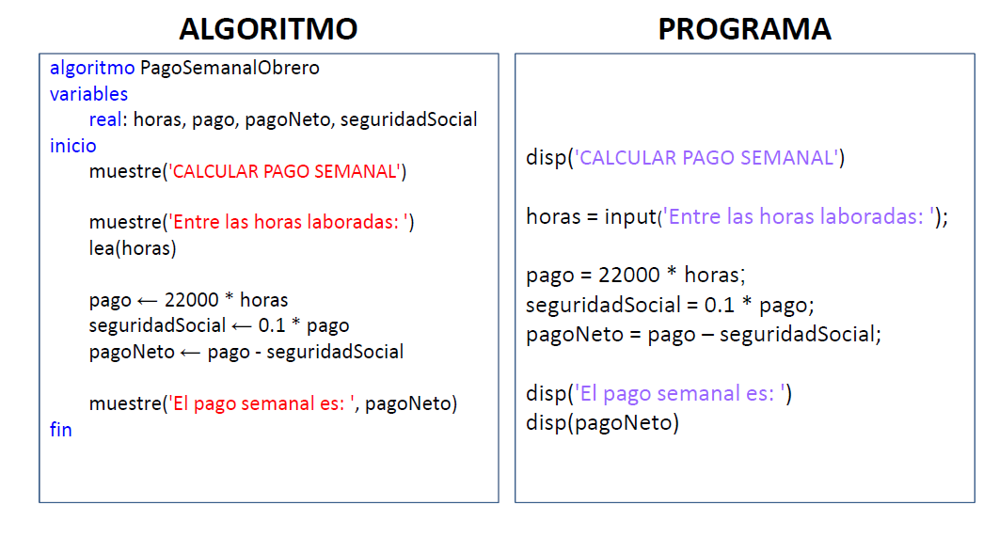 ALGORITMO
algoritmo PagoSemanalObrero
variables
real: horas, pago, pagoNeto, seguridadSocial
inicio
muestre('CALCULAR PAGO SEMANAL')
muestre('Entre las horas laboradas: ')
lea(horas)
pago ← 22000 * horas
seguridadSocial ← 0.1 * pago
pagoNeto ← pago - seguridadSocial
muestre('El pago semanal es: ', pagoNeto)
fin
PROGRAMA
disp('CALCULAR PAGO SEMANAL')
horas = input('Entre las horas laboradas: ');
pago = 22000 * horas;
seguridadSocial = 0.1 * pago;
pagoNeto = pago – seguridadSocial;
disp('El pago semanal es: ')
disp(pagoNeto)